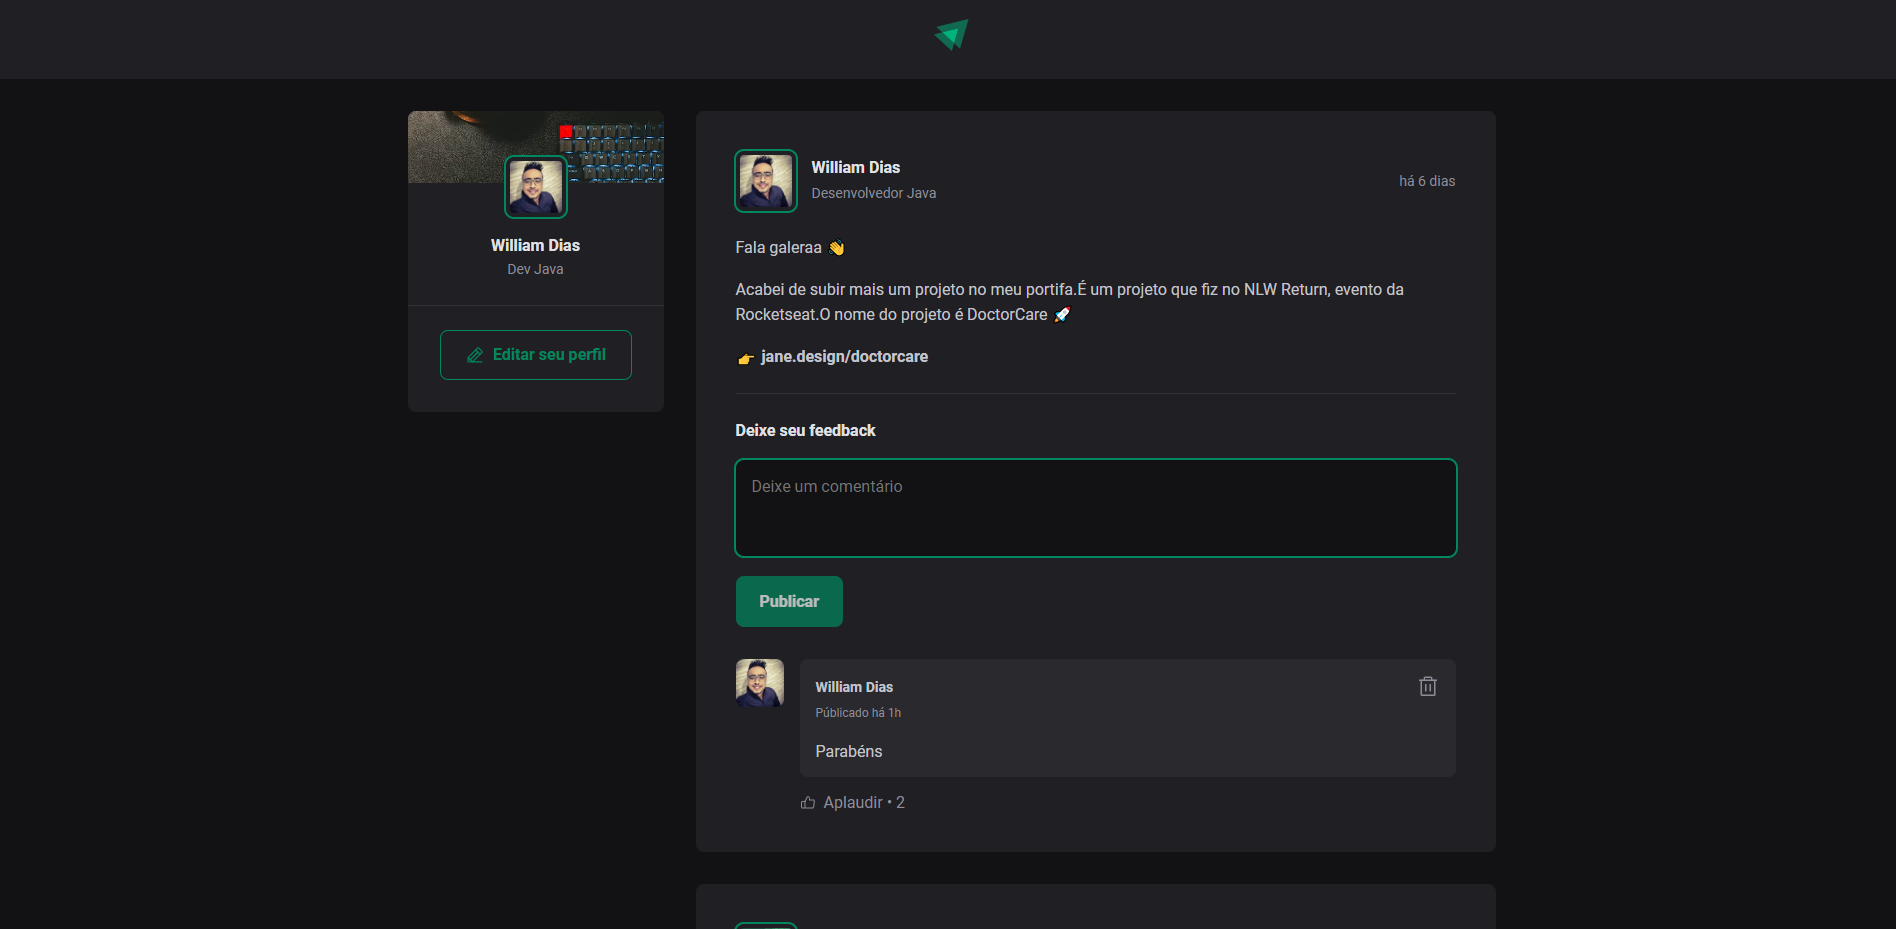 William Dias
Dev Java
Editar seu perfil
William Dias
Desenvolvedor Java
há 6 dias
Fala galeraa 👋
Acabei de subir mais um projeto no meu portifa.É um projeto que fiz no NLW Return, evento da
Rocketseat.O nome do projeto é DoctorCare 🚀
👉 jane.design/doctorcare
Deixe seu feedback
Deixe um comentário
Publicar
William Dias
Públicado há 1h
Parabéns
Aplaudir • 2